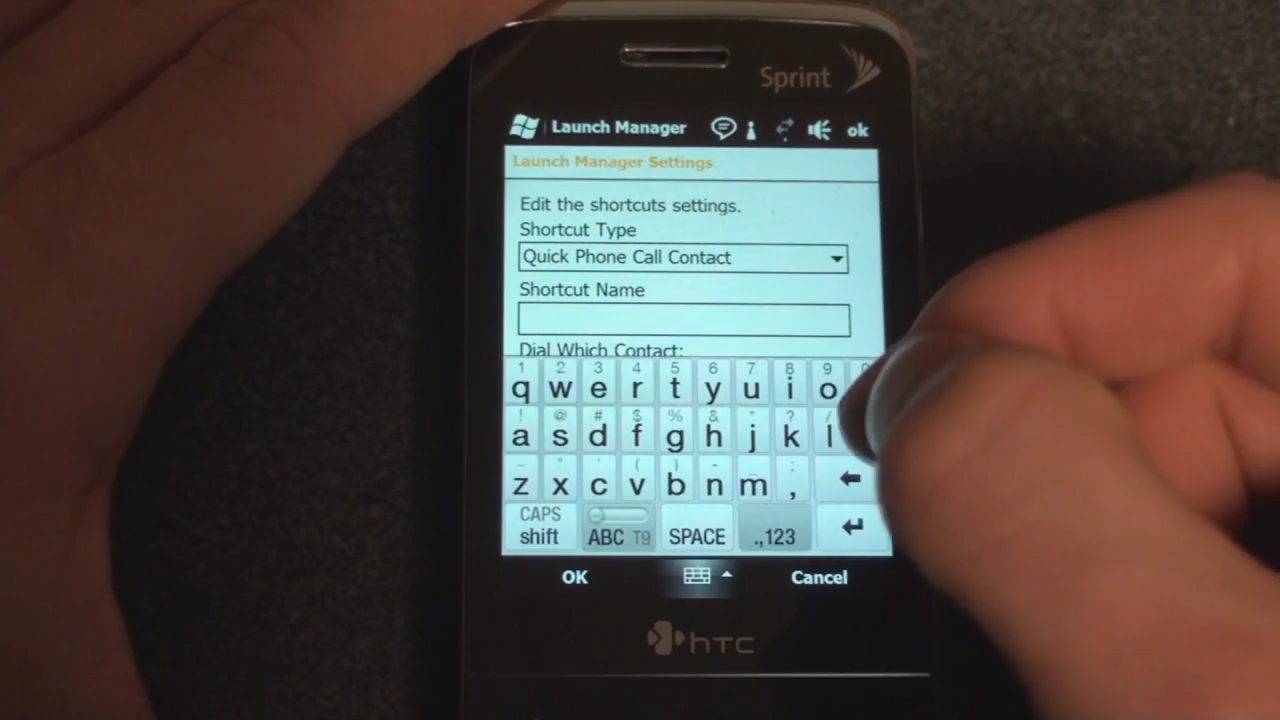 Sprint
Launch Manager ok
Launch Manager Settings
Edit the shortcuts settings.
Shortcut Type
Quick Phone Call Contact
Shortcut Name
Dial Which Contact:
1 2 3 4 5 6 7 8 9
q w e r t y u i o
! @ # $ % & * ? /
a s d f g h j k l
z x c v b n m ,
CAPS
shift ABC T9 SPACE .,123
OK Cancel
hTC